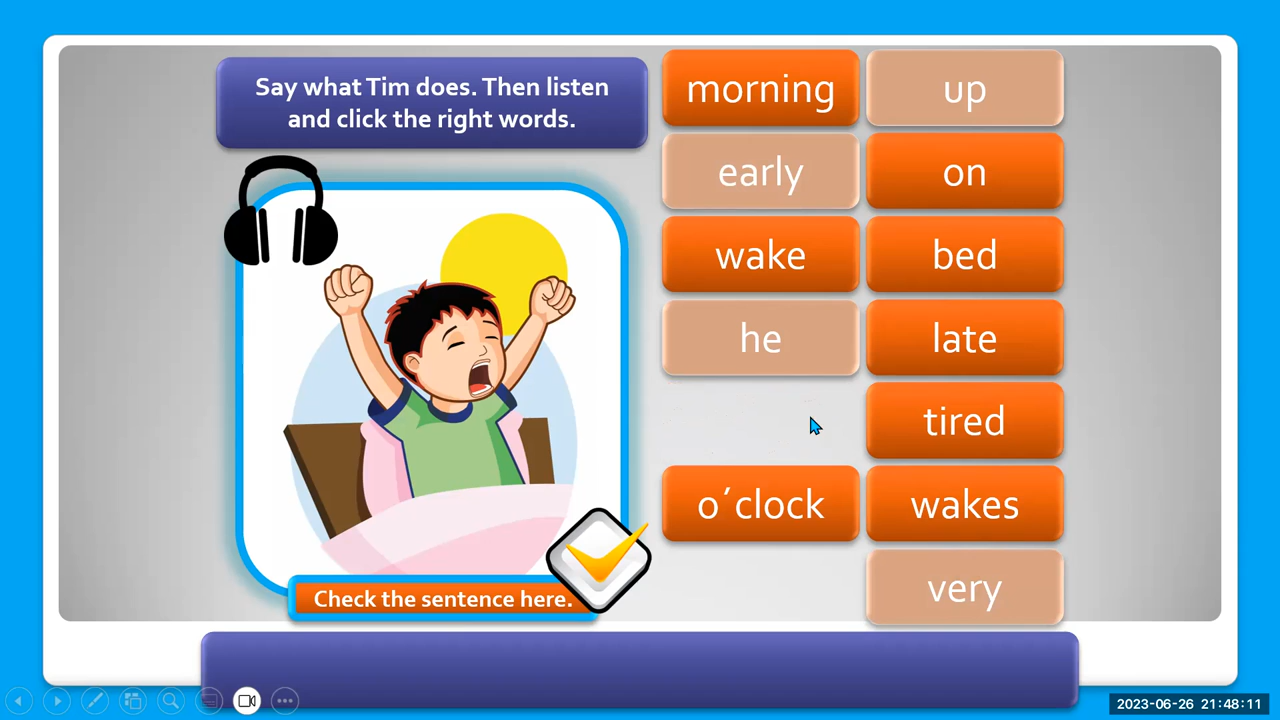 Say what Tim does. Then listen
and click the right words.
morning
up
early
on
wake
bed
he
late
tired
o´clock
wakes
very
Check the sentence here.
2023-06-26 21:48:11